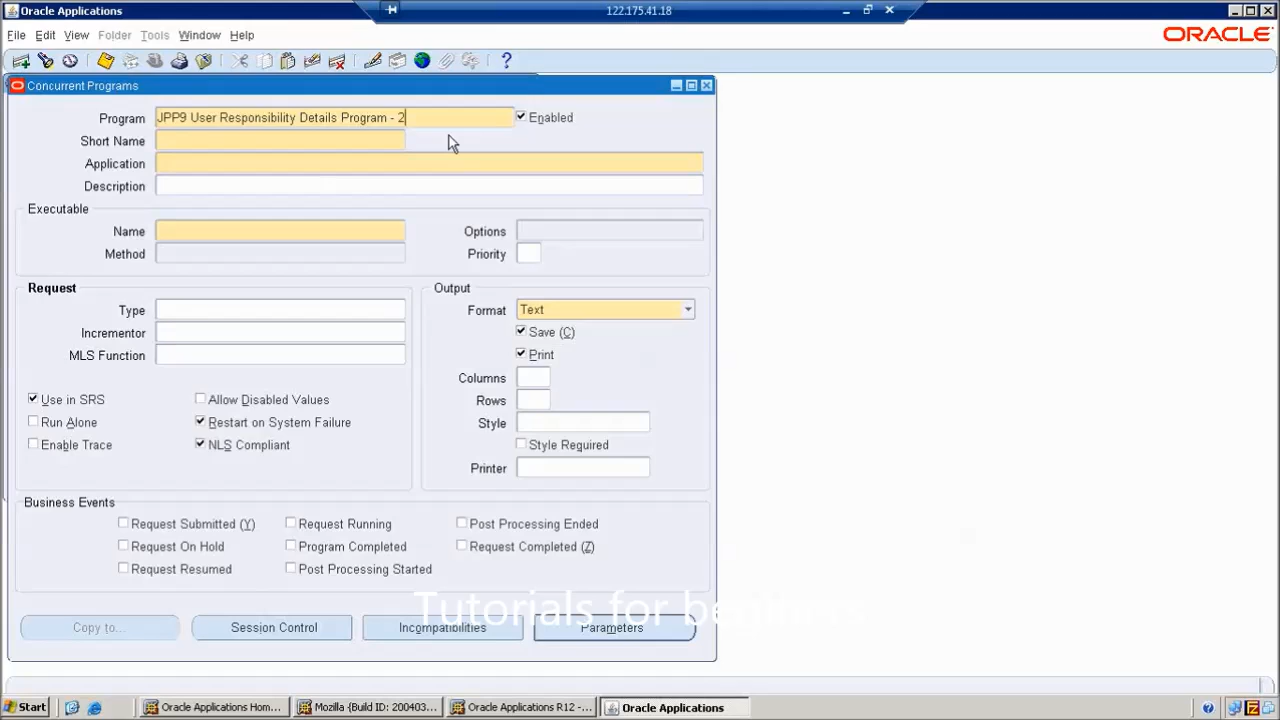 Oracle Applications
122.175.41.18
File Edit View Folder Tools Window Help
ORACLE
Concurrent Programs
Program JPP9 User Responsibility Details Program - 2 Enabled
Short Name
Application
Description
Executable
Name Options
Method Priority
Request Output
Type Format Text
Incrementor Save (C)
MLS Function Print
Columns
Use in SRS Allow Disabled Values Rows
Run Alone Restart on System Failure Style
Enable Trace NLS Compliant Style Required
Printer
Business Events
Request Submitted (Y) Request Running Post Processing Ended
Request On Hold Program Completed Request Completed (Z)
Request Resumed Post Processing Started
Tutorials for
Copy to... Session Control Incompatibilities Parameters
Start Oracle Applications Hom... Mozilla {Build ID: 200403... Oracle Applications R12 -... Oracle Applications